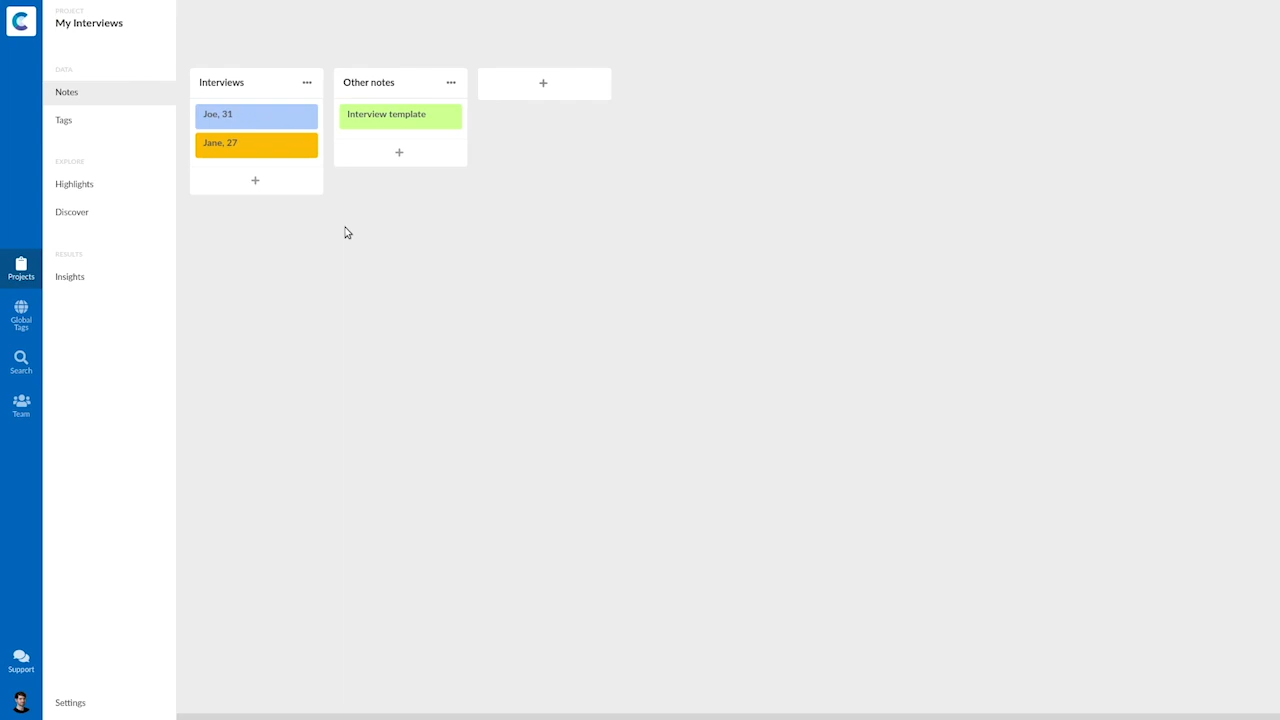 PROJECT
My Interviews
DATA
Notes
Tags
EXPLORE
Highlights
Discover
RESULTS
Insights
Settings
Projects
Global
Tags
Search
Team
Support
Interviews
Joe, 31
Jane, 27
+
Other notes
Interview template
+
+